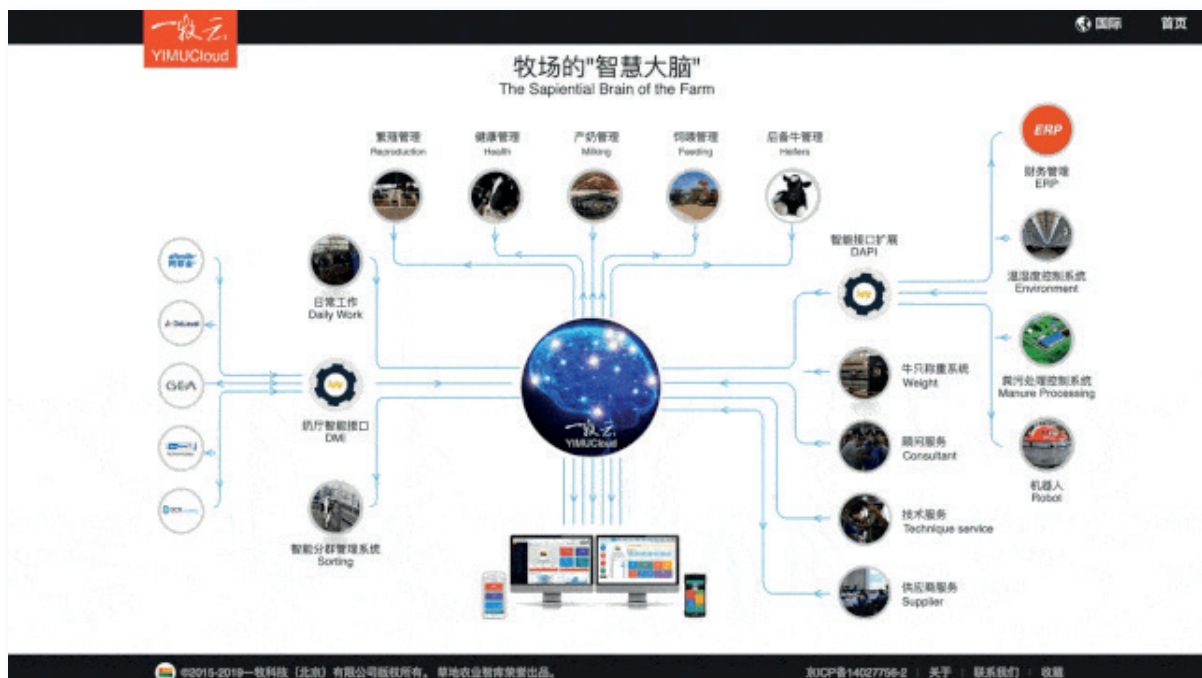 一牧云
YIMUCloud
国际 首页
牧场的"智慧大脑"
The Sapiential Brain of the Farm
繁殖管理
Reproduction
健康管理
Health
产奶管理
Milking
饲喂管理
Feeding
后备牛管理
Heifers
ERP
财务管理
ERP
智能接口扩展
DAPI
温湿度控制系统
Environment
日常工作
Daily Work
DeLaval
GEA
奶厅智能接口
DMI
牛只称重系统
Weight
粪污处理控制系统
Manure Processing
一牧云
YIMUCloud
顾问服务
Consultant
机器人
Robot
技术服务
Technique service
智能分群管理系统
Sorting
供应商服务
Supplier
©2015-2019一牧科技（北京）有限公司版权所有。 草地农业智库荣誉出品。
京ICP备14027756-2 | 关于 | 联系我们 | 收藏